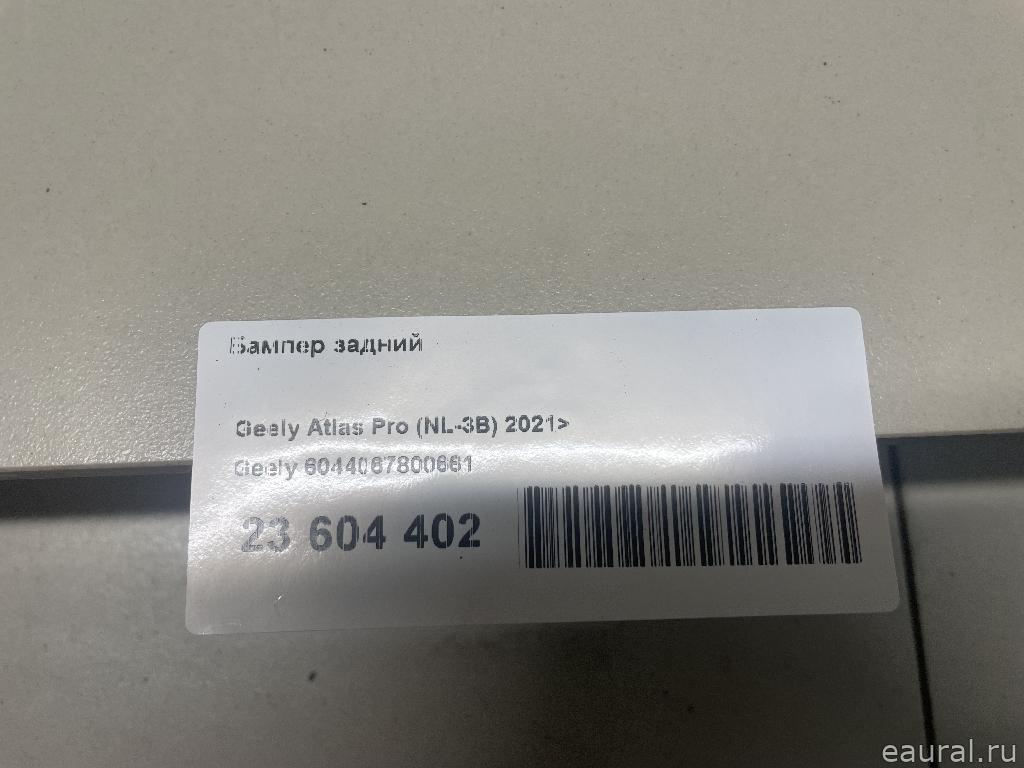 Бампер задний
Geely Atlas Pro (NL-3B) 2021>
Geely 6044067800661
23 604 402
eaural.ru